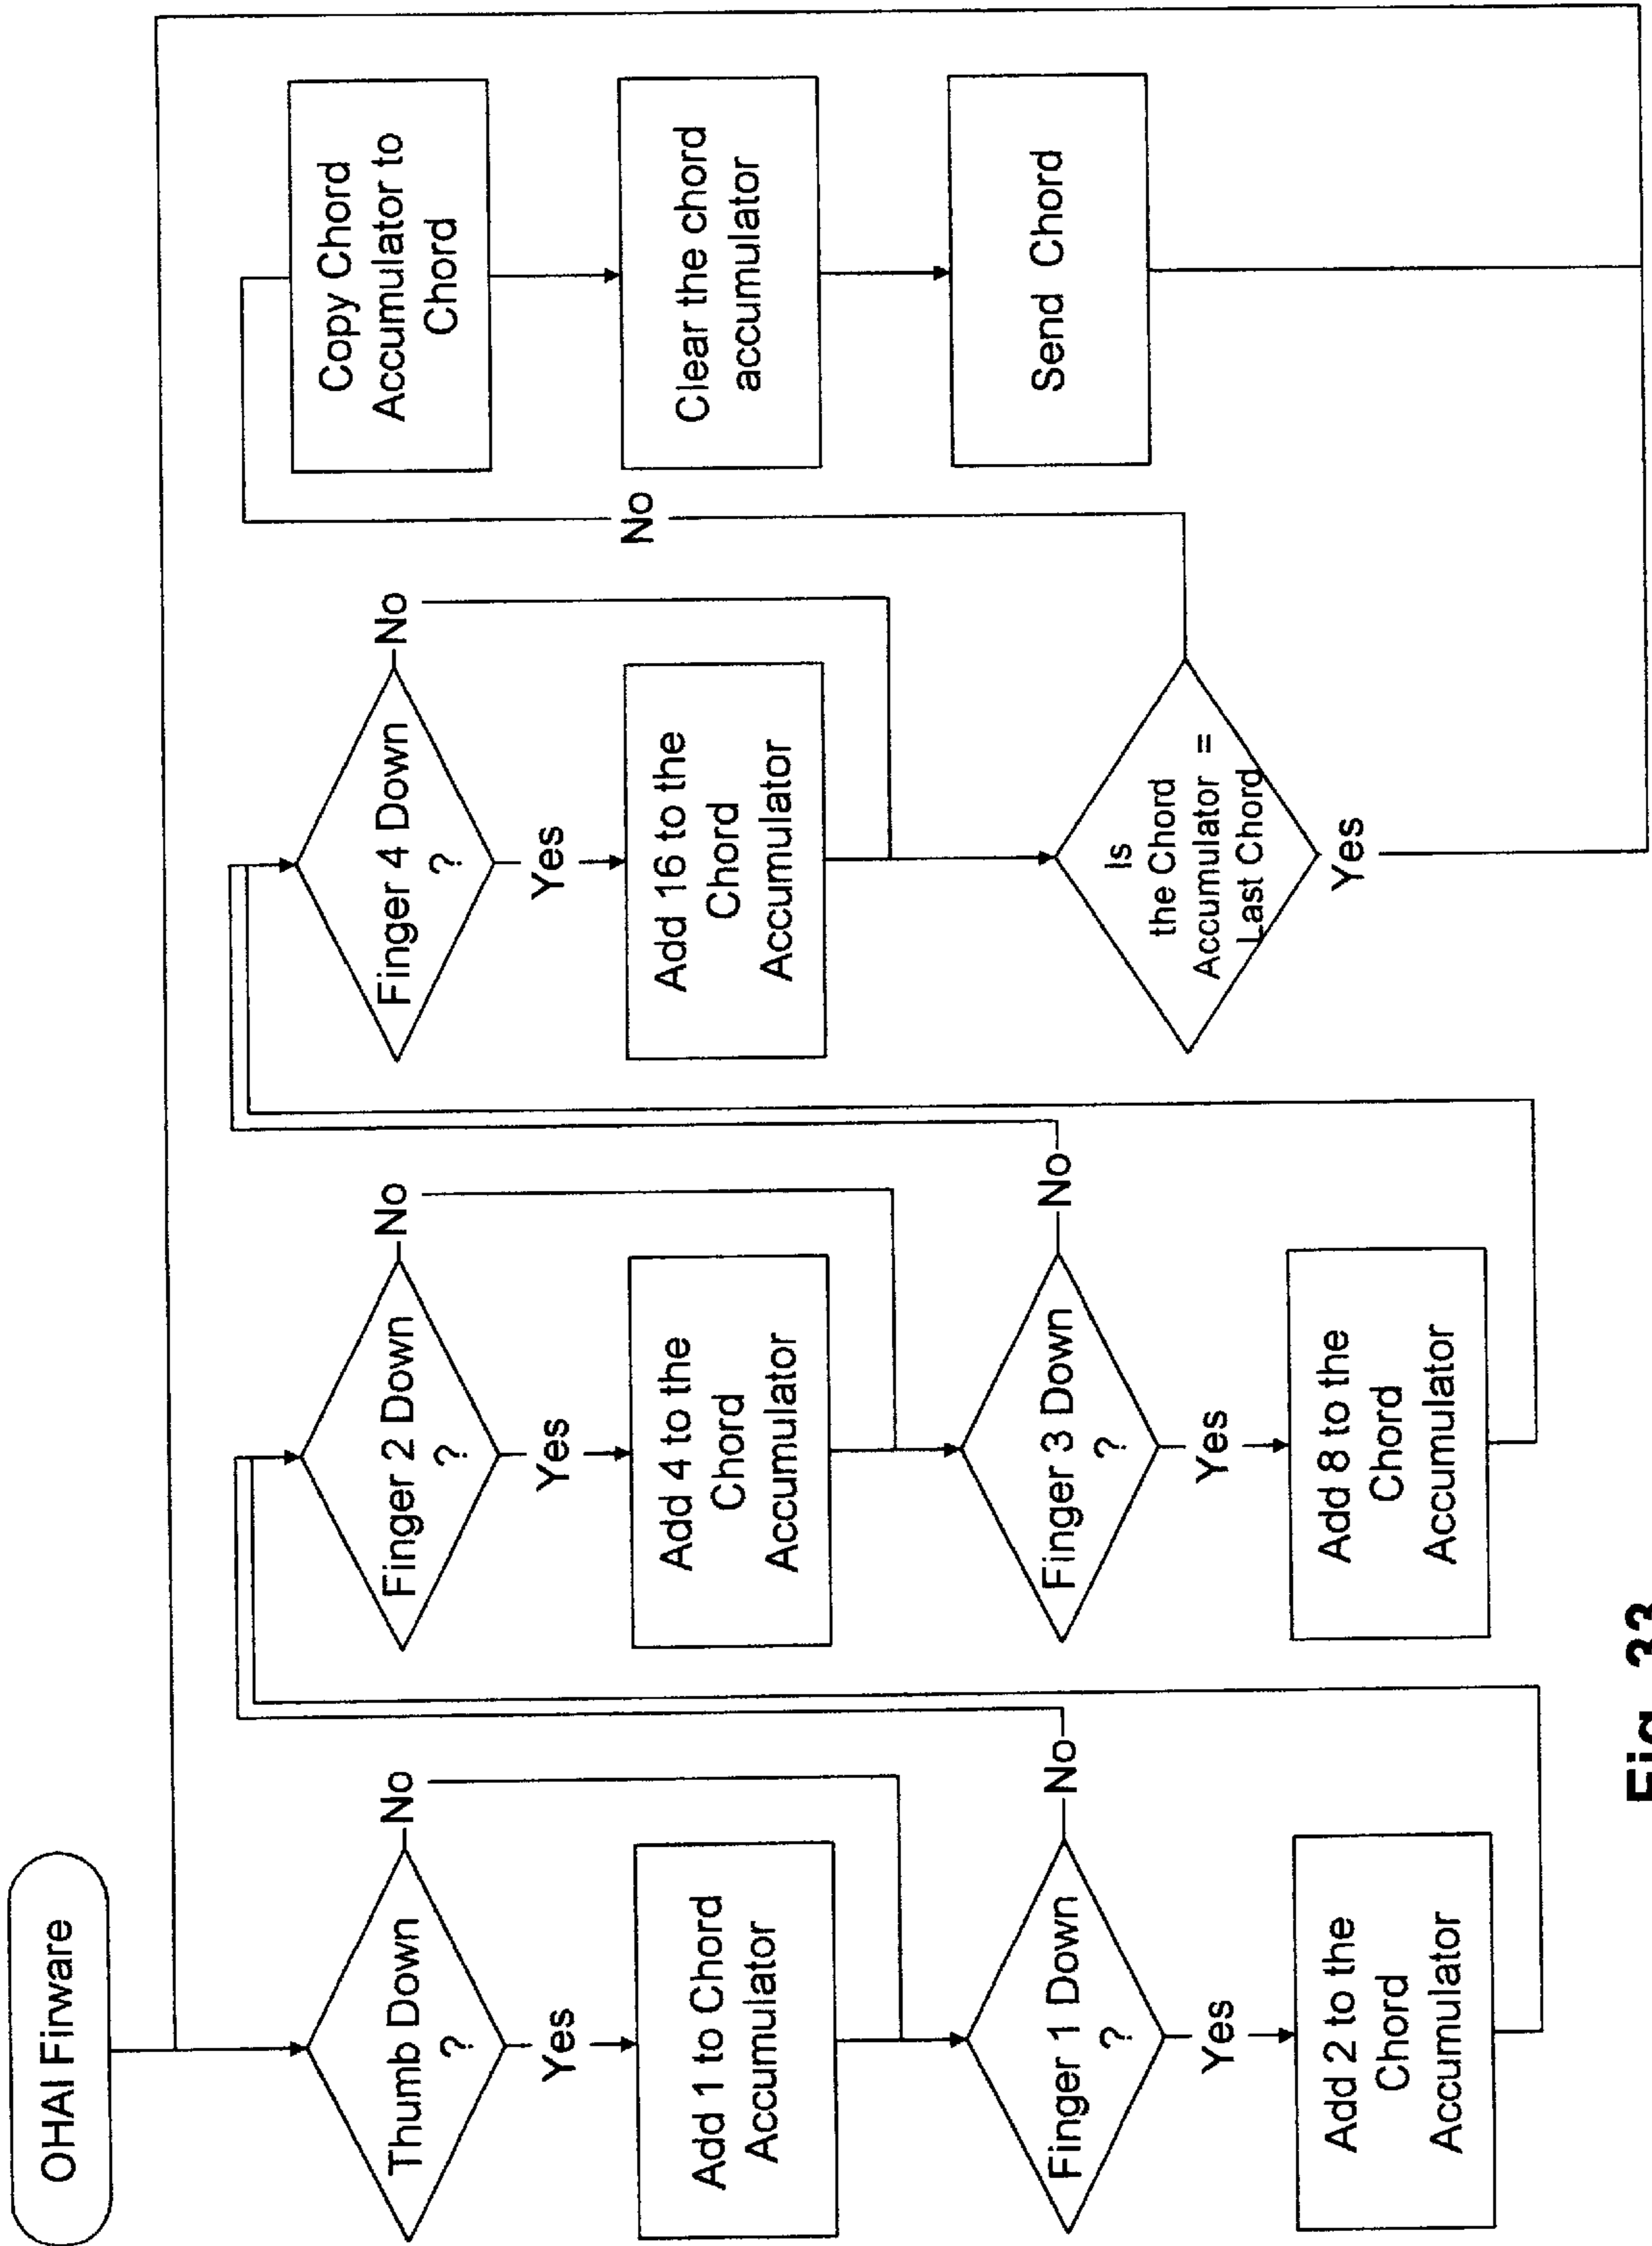 OHAI Firware
Thumb Down
?
No
Yes
Add 1 to Chord
Accumulator
Finger 1 Down
?
No
Yes
Add 2 to the
Chord
Accumulator
Finger 2 Down
?
No
Yes
Add 4 to the
Chord
Accumulator
Finger 3 Down
?
No
Yes
Add 8 to the
Chord
Accumulator
Finger 4 Down
?
No
Yes
Add 16 to the
Chord
Accumulator
Is
the Chord
Accumulator =
Last Chord
No
Yes
Copy Chord
Accumulator to
Chord
Clear the chord
accumulator
Send Chord
Fig. 33